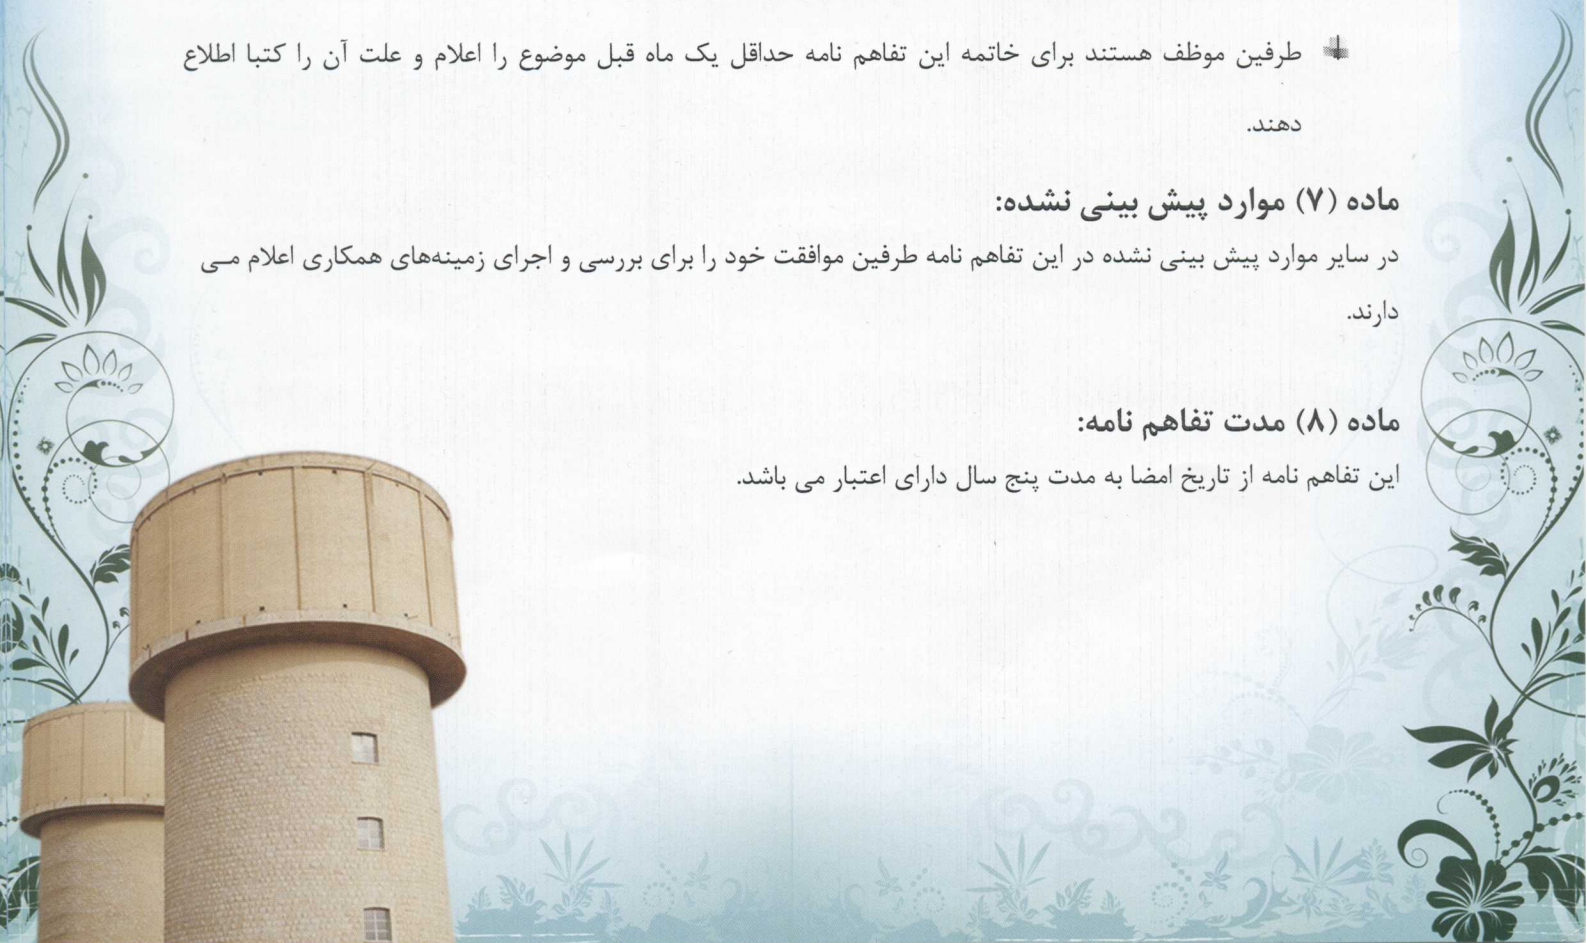 طرفین موظف هستند برای خاتمه این تفاهم نامه حداقل یک ماه قبل موضوع را اعلام و علت آن را کتبا اطلاع
دهند.
ماده (۷) موارد پیش بینی نشده:
در سایر موارد پیش بینی نشده در این تفاهم نامه طرفین موافقت خود را برای بررسی و اجرای زمینه‌های همکاری اعلام مـی
دارند.
ماده (۸) مدت تفاهم نامه:
این تفاهم نامه از تاریخ امضا به مدت پنج سال دارای اعتبار می باشد.